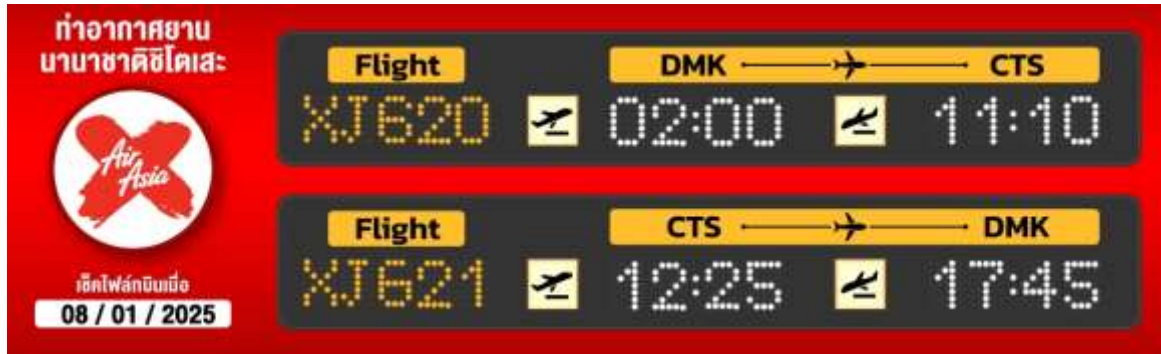 ท่าอากาศยาน
นานาชาติชิโตเสะ
Air
Asia
เช็คไฟล์ทบินเมื่อ
08 / 01 / 2025
Flight
DMK CTS
XJ620 02:00 11:10
Flight
CTS DMK
XJ621 12:25 17:45